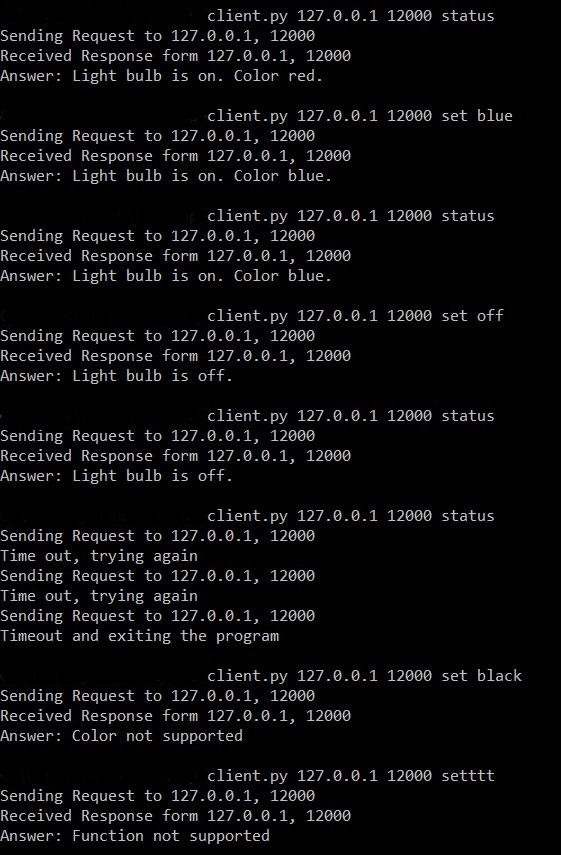 client.py 127.0.0.1 12000 status
Sending Request to 127.0.0.1, 12000
Received Response form 127.0.0.1, 12000
Answer: Light bulb is on. Color red.
client.py 127.0.0.1 12000 set blue
Sending Request to 127.0.0.1, 12000
Received Response form 127.0.0.1, 12000
Answer: Light bulb is on. Color blue.
client.py 127.0.0.1 12000 status
Sending Request to 127.0.0.1, 12000
Received Response form 127.0.0.1, 12000
Answer: Light bulb is on. Color blue.
client.py 127.0.0.1 12000 set off
Sending Request to 127.0.0.1, 12000
Received Response form 127.0.0.1, 12000
Answer: Light bulb is off.
client.py 127.0.0.1 12000 status
Sending Request to 127.0.0.1, 12000
Received Response form 127.0.0.1, 12000
Answer: Light bulb is off.
client.py 127.0.0.1 12000 status
Sending Request to 127.0.0.1, 12000
Time out, trying again
Sending Request to 127.0.0.1, 12000
Time out, trying again
Sending Request to 127.0.0.1, 12000
Timeout and exiting the program
client.py 127.0.0.1 12000 set black
Sending Request to 127.0.0.1, 12000
Received Response form 127.0.0.1, 12000
Answer: Color not supported
client.py 127.0.0.1 12000 setttt
Sending Request to 127.0.0.1, 12000
Received Response form 127.0.0.1, 12000
Answer: Function not supported